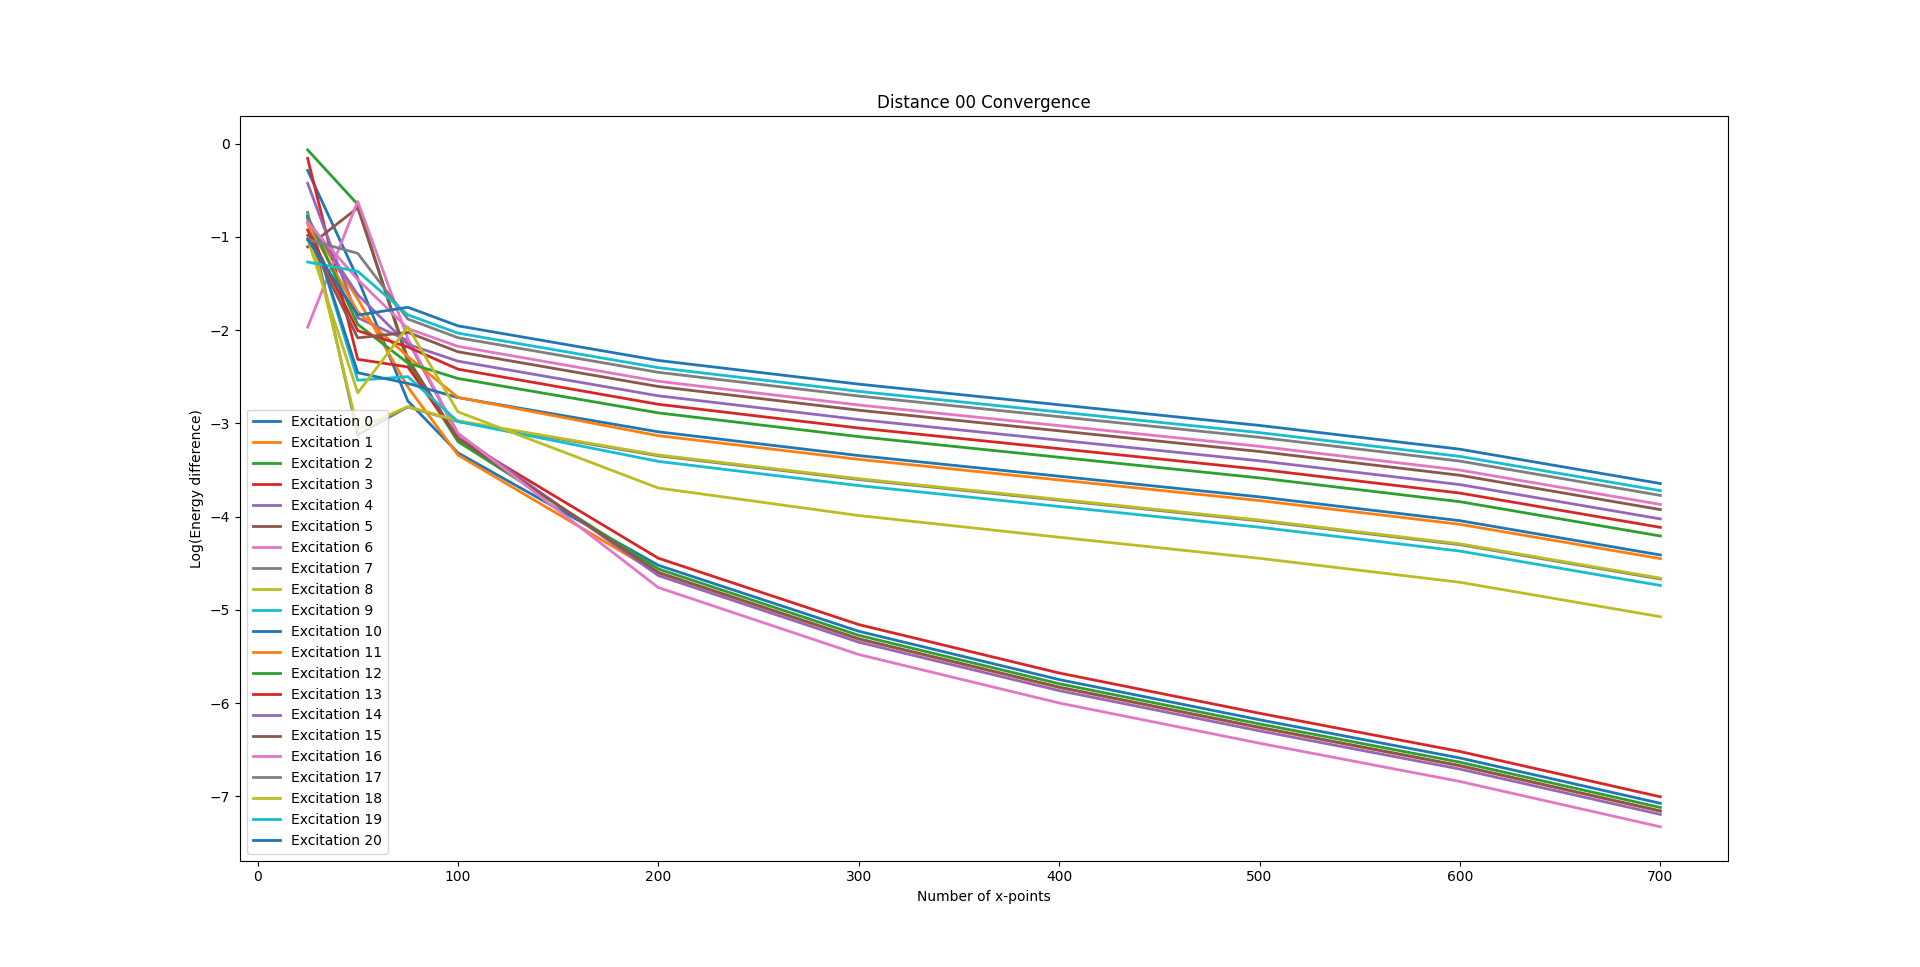 Distance 00 Convergence
Log(Energy difference)
0
−1
−2
−3
−4
−5
−6
−7
Excitation 0
Excitation 1
Excitation 2
Excitation 3
Excitation 4
Excitation 5
Excitation 6
Excitation 7
Excitation 8
Excitation 9
Excitation 10
Excitation 11
Excitation 12
Excitation 13
Excitation 14
Excitation 15
Excitation 16
Excitation 17
Excitation 18
Excitation 19
Excitation 20
0 100 200 300 400 500 600 700
Number of x-points